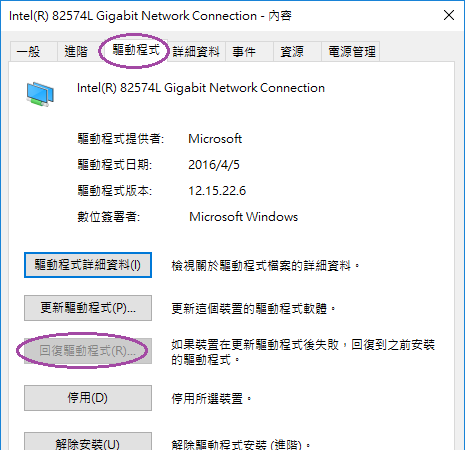 Intel(R) 82574L Gigabit Network Connection - 內容
一般 進階 驅動程式 詳細資料 事件 資源 電源管理
Intel(R) 82574L Gigabit Network Connection
驅動程式提供者: Microsoft
驅動程式日期: 2016/4/5
驅動程式版本: 12.15.22.6
數位簽署者: Microsoft Windows
驅動程式詳細資料(I) 檢視關於驅動程式檔案的詳細資料。
更新驅動程式(P)... 更新這個裝置的驅動程式軟體。
回復驅動程式(R)... 如果裝置在更新驅動程式後失敗，回復到之前安裝
的驅動程式。
停用(D) 停用所選裝置。
解除安裝(U) 解除驅動程式安裝 (進階)。